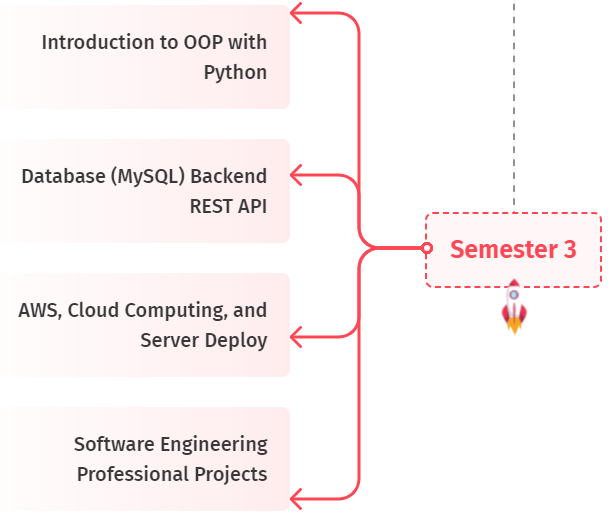 Introduction to OOP with
Python
Database (MySQL) Backend
REST API
Semester 3
AWS, Cloud Computing, and
Server Deploy
Software Engineering
Professional Projects